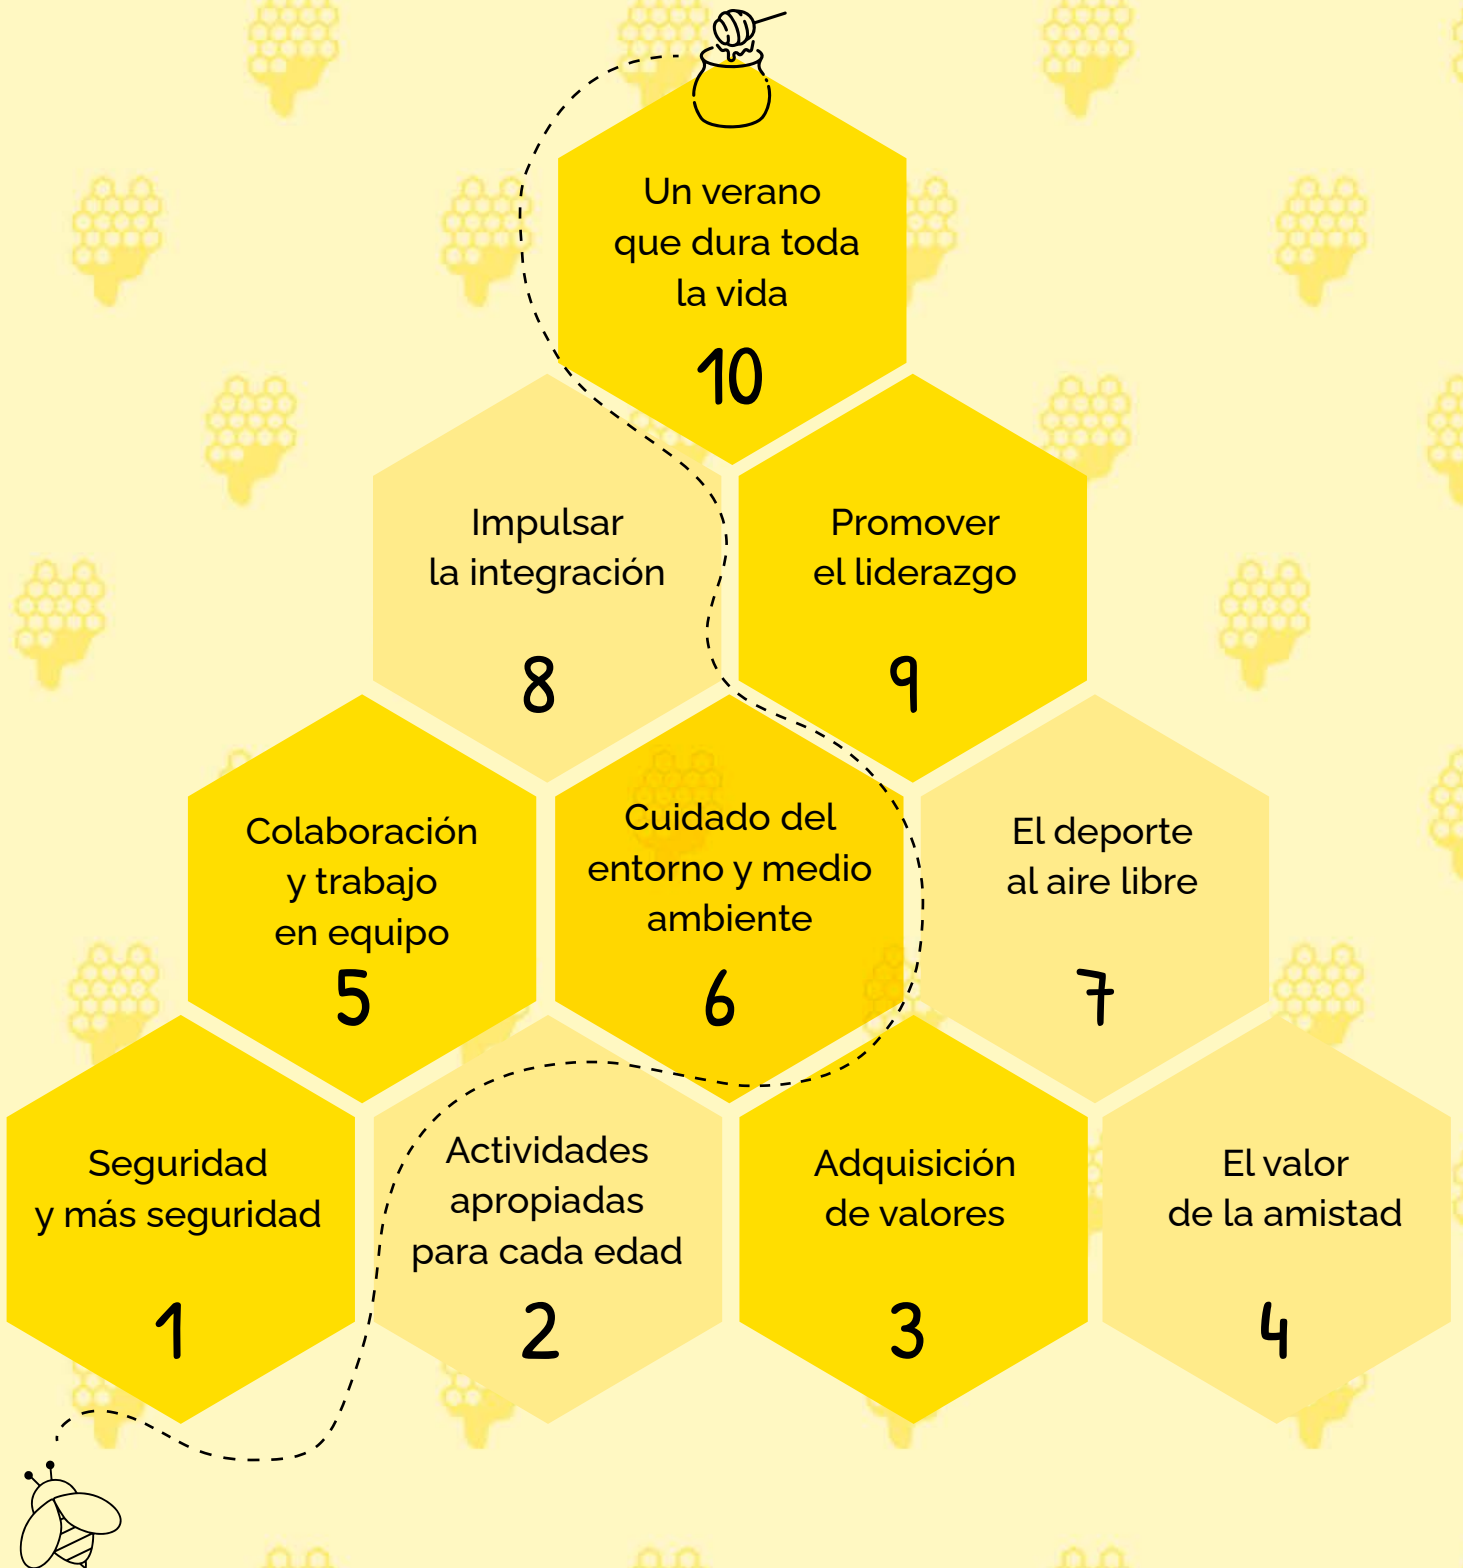 Un verano
que dura toda
la vida
10
Impulsar
la integración
8
Promover
el liderazgo
9
Colaboración
y trabajo
en equipo
5
Cuidado del
entorno y medio
ambiente
6
El deporte
al aire libre
7
Seguridad
y más seguridad
1
Actividades
apropiadas
para cada edad
2
Adquisición
de valores
3
El valor
de la amistad
4